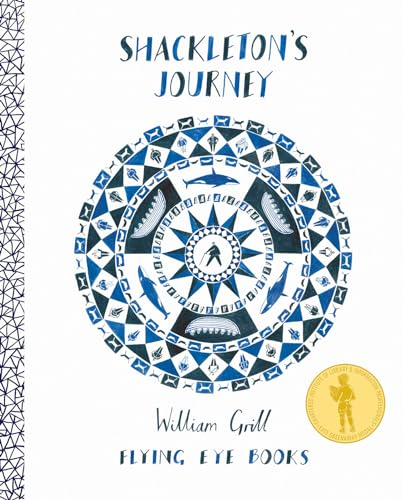 SHACKLETON'S
JOURNEY
William Grill
FLYING EYE BOOKS